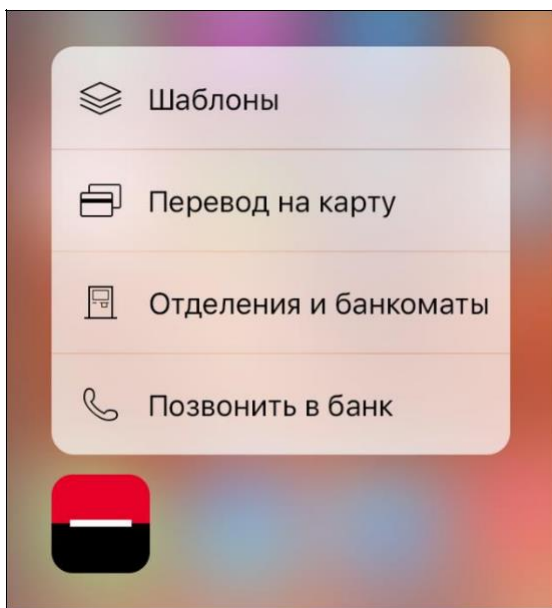 Шаблоны
Перевод на карту
Отделения и банкоматы
Позвонить в банк